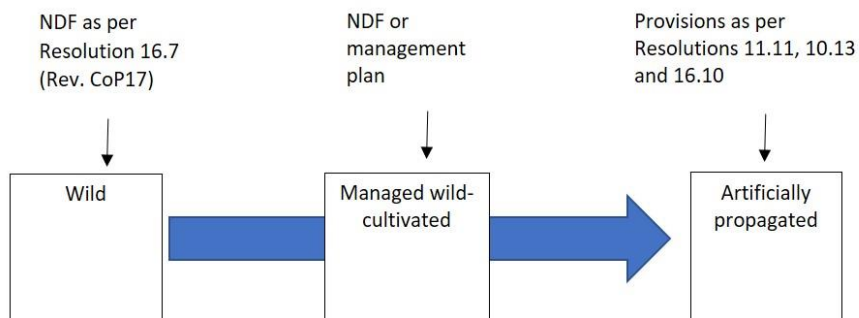 NDF as per
Resolution 16.7
(Rev. CoP17)
NDF or
management
plan
Provisions as per
Resolutions 11.11, 10.13
and 16.10
Wild
Managed wild-
cultivated
Artificially
propagated